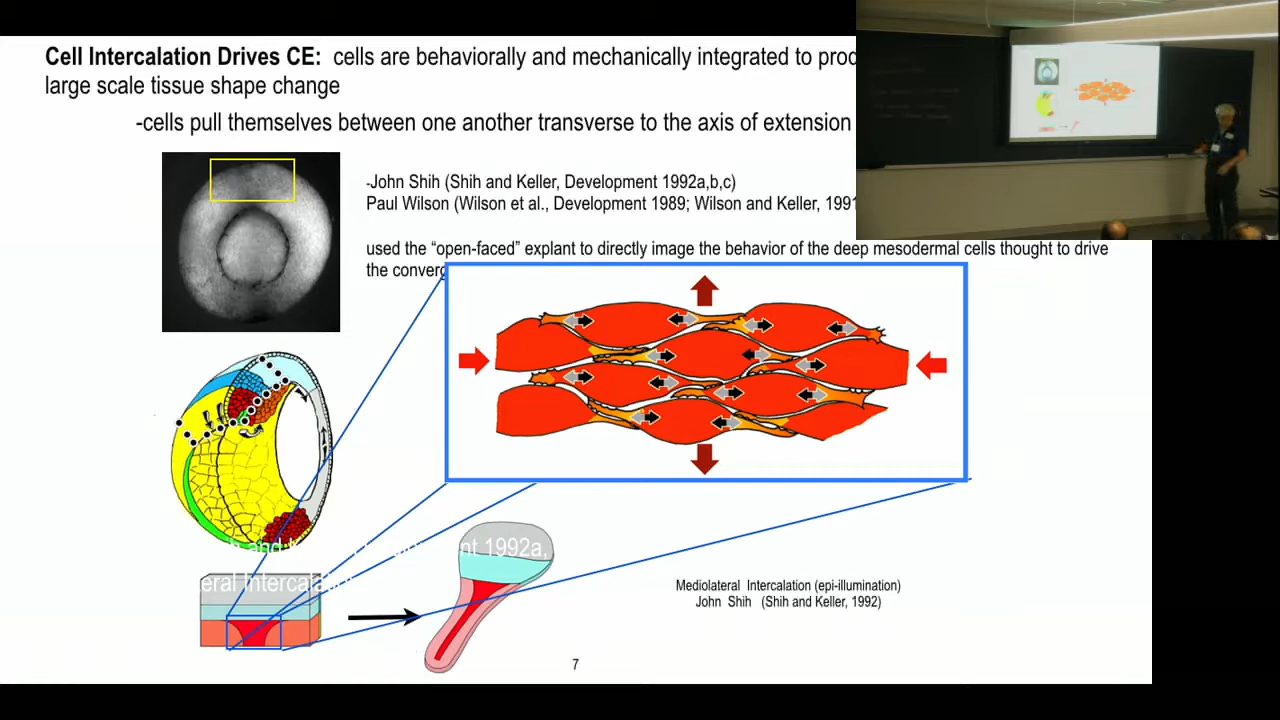 Cell Intercalation Drives CE: cells are behaviorally and mechanically integrated to
large scale tissue shape change
-cells pull themselves between one another transverse to the axis of extension
-John Shih (Shih and Keller, Development 1992a,b,c)
Paul Wilson (Wilson et al., Development 1989; Wilson and Keller, 1991
used the “open-faced” explant to directly image the behavior of the deep mesodermal cells thought to drive
the
nt 1992a,
Mediolateral Intercalation (epi-illumination)
John Shih (Shih and Keller, 1992)
7